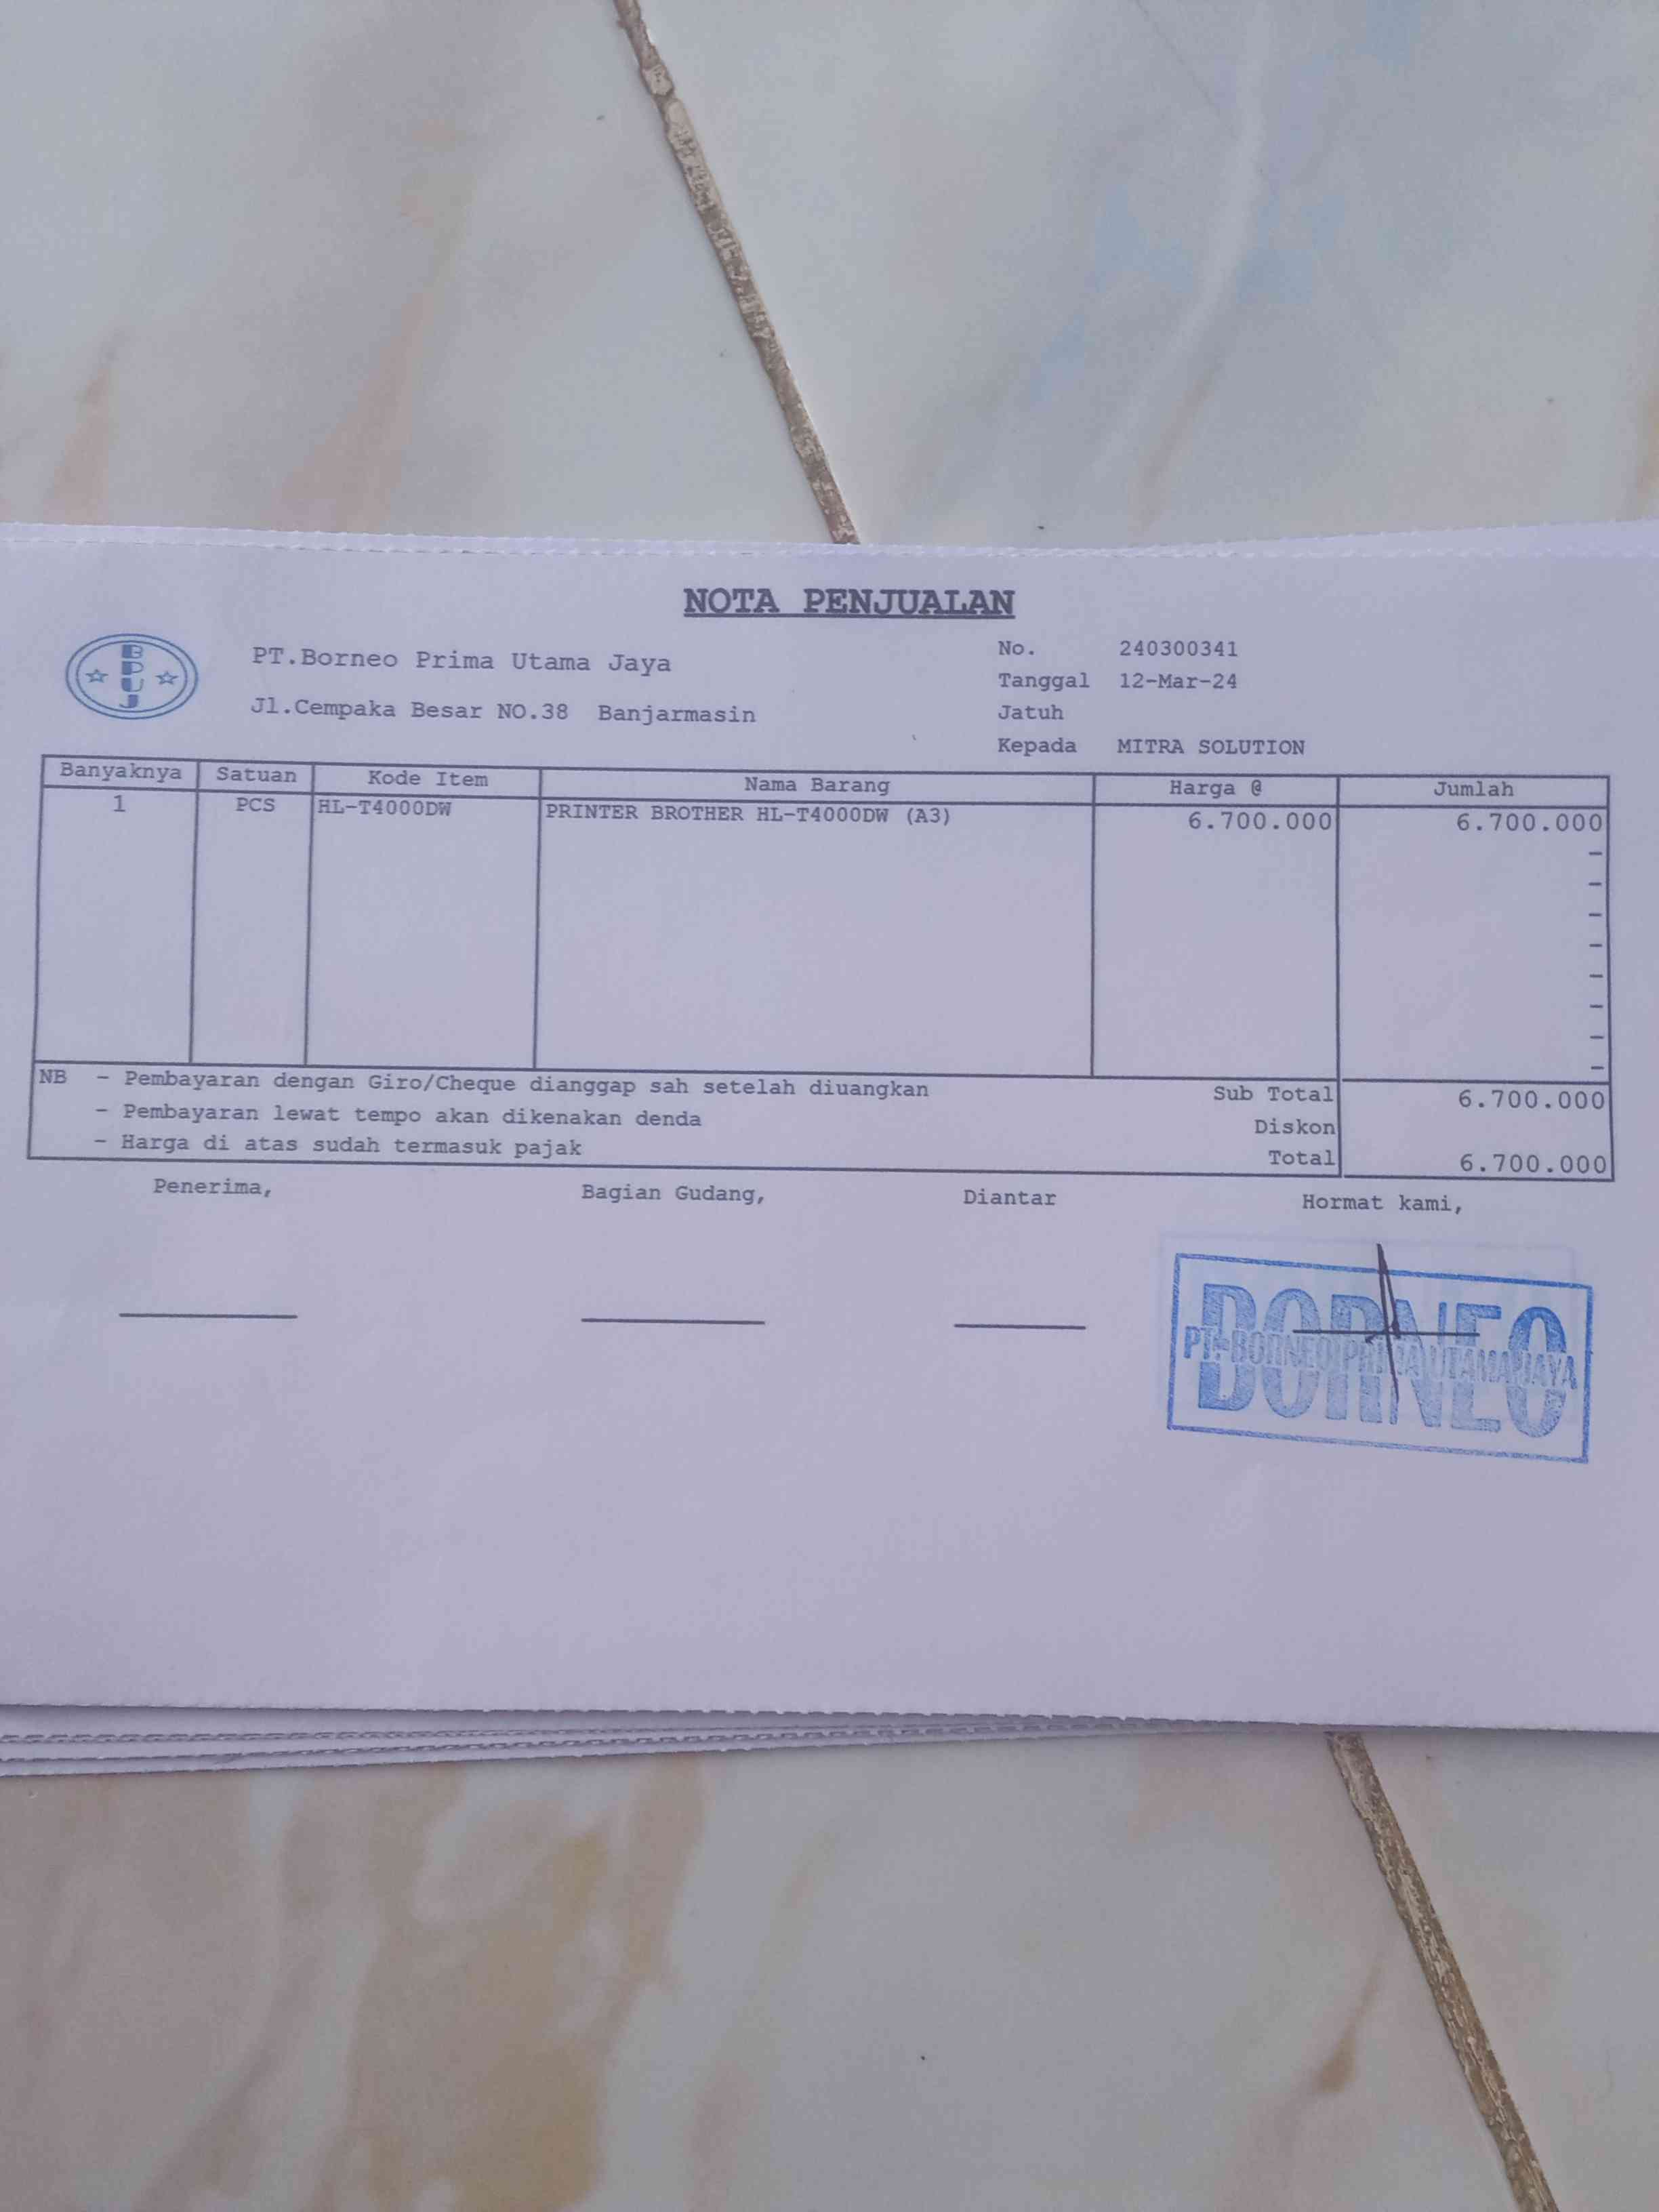 NOTA PENJUALAN
BPUJ
PT.Borneo Prima Utama Jaya
Jl.Cempaka Besar NO.38 Banjarmasin
No. 240300341
Tanggal 12-Mar-24
Jatuh
Kepada MITRA SOLUTION
Banyaknya Satuan Kode Item Nama Barang Harga @ Jumlah
1 PCS HL-T4000DW PRINTER BROTHER HL-T4000DW (A3) 6.700.000 6.700.000
-
-
-
-
-
-
-
-
NB - Pembayaran dengan Giro/Cheque dianggap sah setelah diuangkan Sub Total 6.700.000
- Pembayaran lewat tempo akan dikenakan denda Diskon
- Harga di atas sudah termasuk pajak Total 6.700.000
Penerima, Bagian Gudang, Diantar Hormat kami,
BORNEO
PT. BORNEO PRIMA UTAMA JAYA